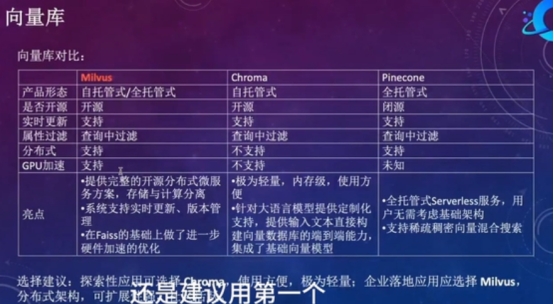 向量库
向量库对比：
Milvus Chroma Pinecone
产品形态 自托管式/全托管式 自托管式 全托管式
是否开源 开源 开源 闭源
实时更新 支持 支持 支持
属性过滤 查询中过滤 查询中过滤 查询中过滤
分布式 支持 不支持 支持
GPU加速 支持 不支持 未知
亮点
•提供完整的开源分布式微服
务方案，存储与计算分离
•系统支持实时更新、版本管
理
•在Faiss的基础上做了进一步
硬件加速的优化
•极为轻量，内存级，使用方
便
•针对大语言模型提供定制化
支持，提供输入文本直接构
建向量数据库的端到端能力，
集成了基础向量模型
•全托管式Serverless服务，用
户无需考虑基础架构
•支持稀疏稠密向量混合搜索
选择建议：探索性应用可选择Chroma，使用方便，极为轻量；企业落地应用应选择Milvus，
分布式架构，可扩展
还是建议用第一个